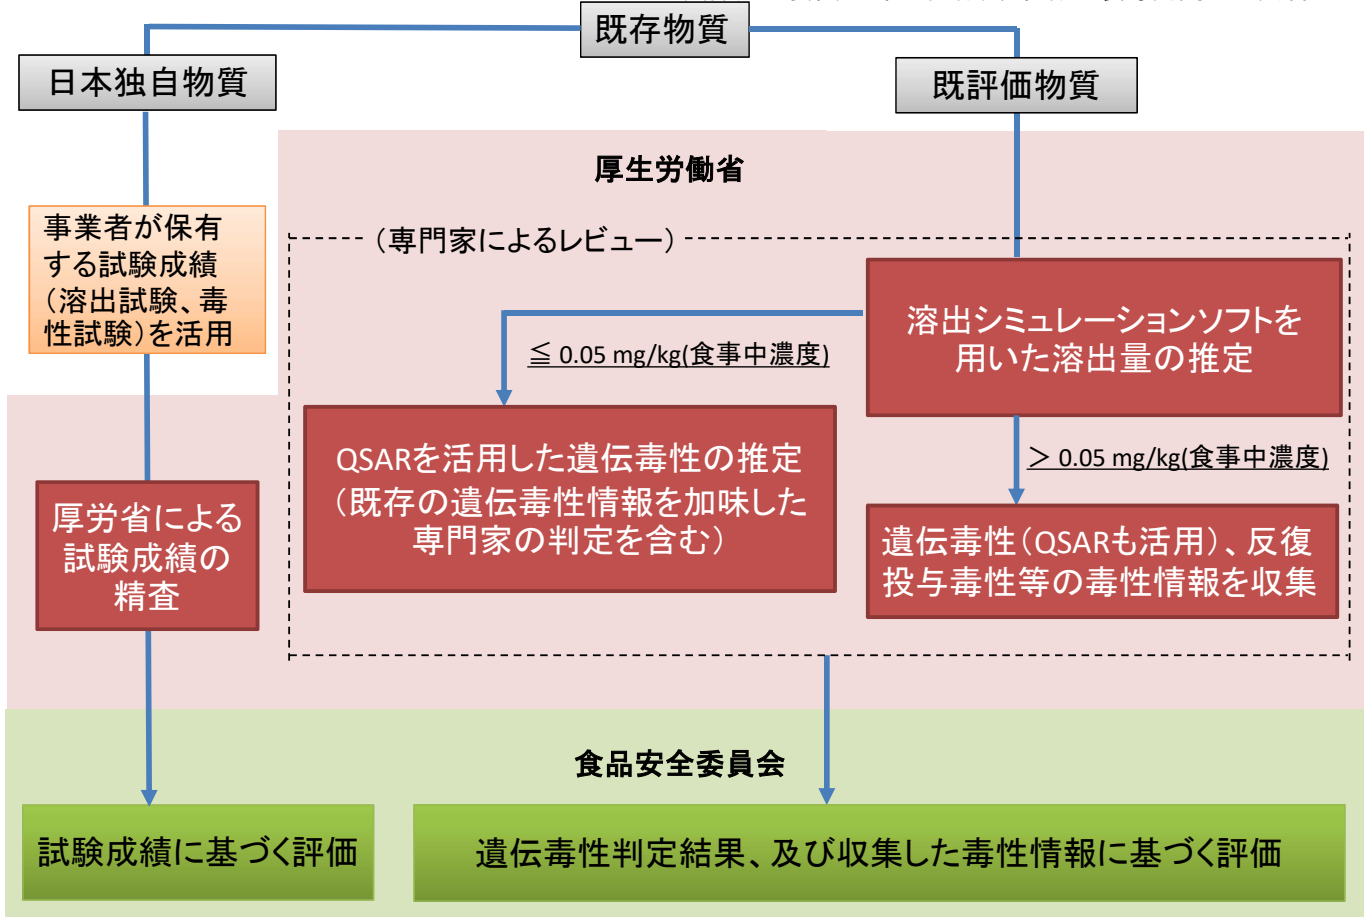 既存物質
日本独自物質
既評価物質
厚生労働省
事業者が保有
する試験成績
（溶出試験、毒
性試験）を活用
（専門家によるレビュー）
溶出シミュレーションソフトを
用いた溶出量の推定
≦ 0.05 mg/kg(食事中濃度)
QSARを活用した遺伝毒性の推定
（既存の遺伝毒性情報を加味した
専門家の判定を含む）
＞ 0.05 mg/kg(食事中濃度)
厚労省による
試験成績の
精査
遺伝毒性（QSARも活用）、反復
投与毒性等の毒性情報を収集
食品安全委員会
試験成績に基づく評価
遺伝毒性判定結果、及び収集した毒性情報に基づく評価